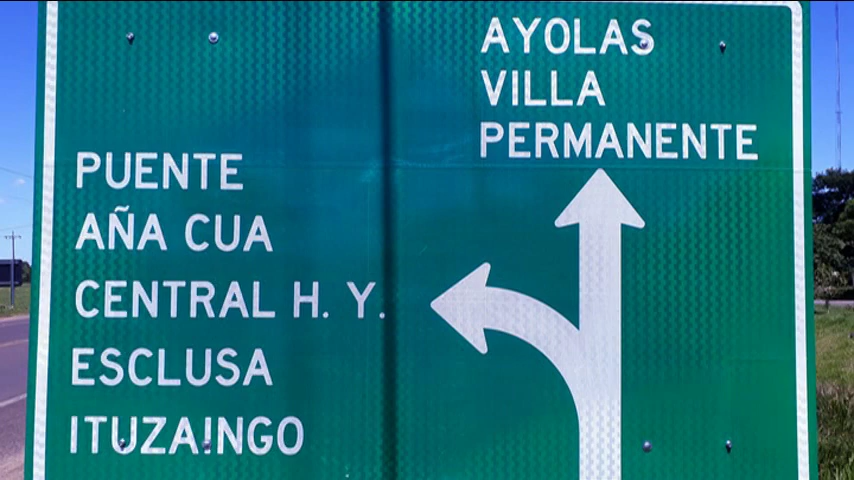 AYOLAS
VILLA
PERMANENTE
PUENTE
AÑA CUA
CENTRAL H. Y.
ESCLUSA
ITUZAINGO